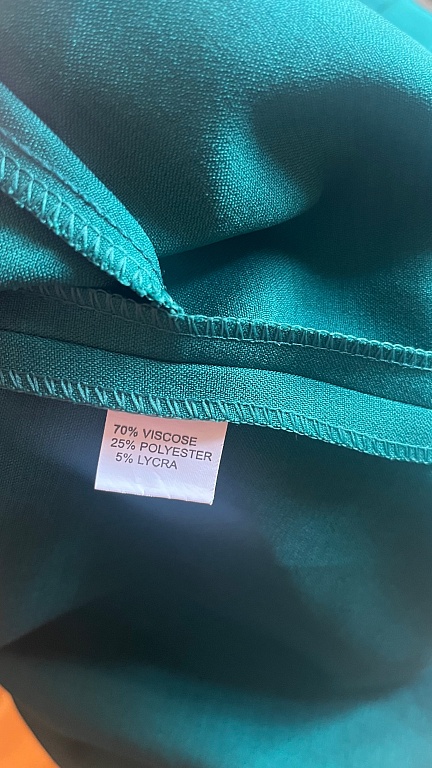 70% VISCOSE
25% POLYESTER
5% LYCRA